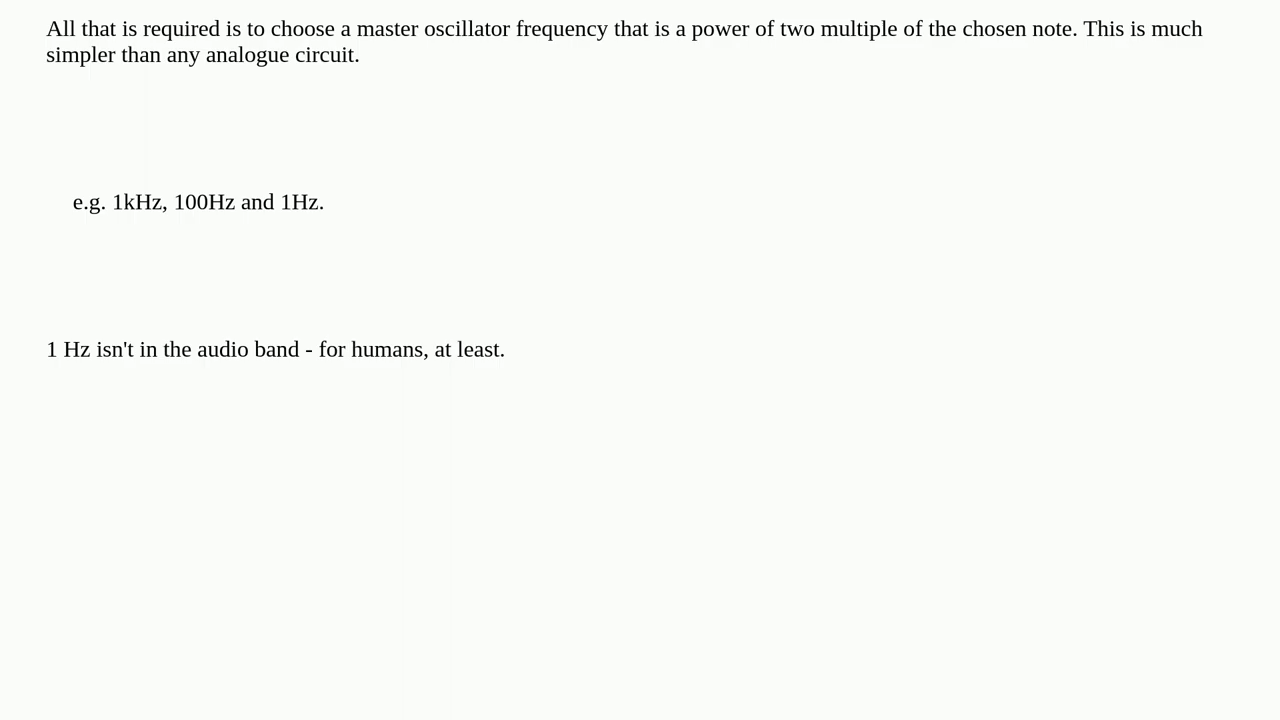 All that is required is to choose a master oscillator frequency that is a power of two multiple of the chosen note. This is much
simpler than any analogue circuit.
e.g. 1kHz, 100Hz and 1Hz.
1 Hz isn't in the audio band - for humans, at least.